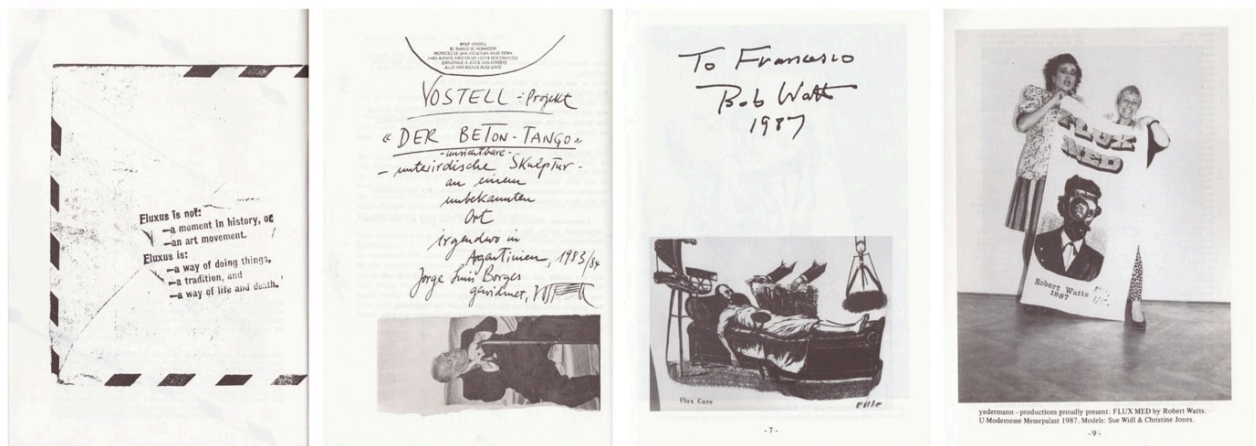 Fluxus is not:
—a moment in history, or
—an art movement.
Fluxus is:
—a way of doing things,
—a tradition, and
—a way of life and death.
WOLF VOSTELL
VOSTELL - Projekt
« DER BETON-TANGO »
- unsichtbare -
- unterirdische Skulptur -
an einem
unbekannten
Ort
irgendwo in
Argentinien, 1983/84
Jorge Luis Borges
gewidmet,
To Francesco
Bob Watts
1987
Flux Cure
-7-
FLUX
MED
Robert Watts
1987
yedermann - productions proudly present: FLUX MED by Robert Watts.
U-Modemesse Messepalast 1987. Models: Sue Widl & Christine Jones.
-9-